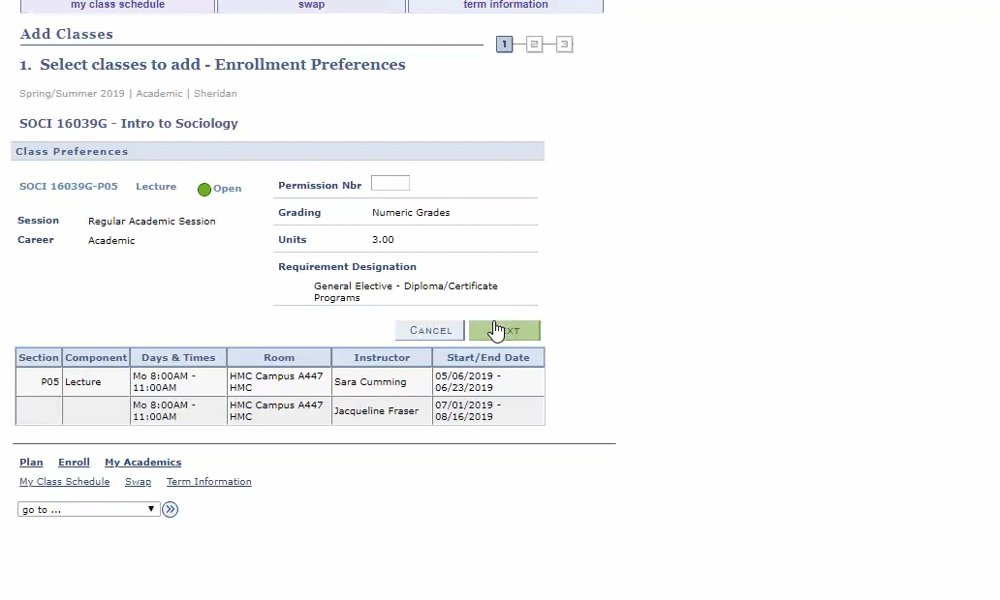 my class schedule swap term information
Add Classes
1 2 3
1. Select classes to add - Enrollment Preferences
Spring/Summer 2019 | Academic | Sheridan
SOCI 16039G - Intro to Sociology
Class Preferences
SOCI 16039G-P05 Lecture Open
Permission Nbr
Grading Numeric Grades
Session Regular Academic Session
Career Academic
Units 3.00
Requirement Designation
General Elective - Diploma/Certificate
Programs
CANCEL
Section Component Days & Times Room Instructor Start/End Date
P05 Lecture Mo 8:00AM - 11:00AM HMC Campus A447 HMC Sara Cumming 05/06/2019 - 06/23/2019
Mo 8:00AM - 11:00AM HMC Campus A447 HMC Jacqueline Fraser 07/01/2019 - 08/16/2019
Plan Enroll My Academics
My Class Schedule Swap Term Information
go to ...